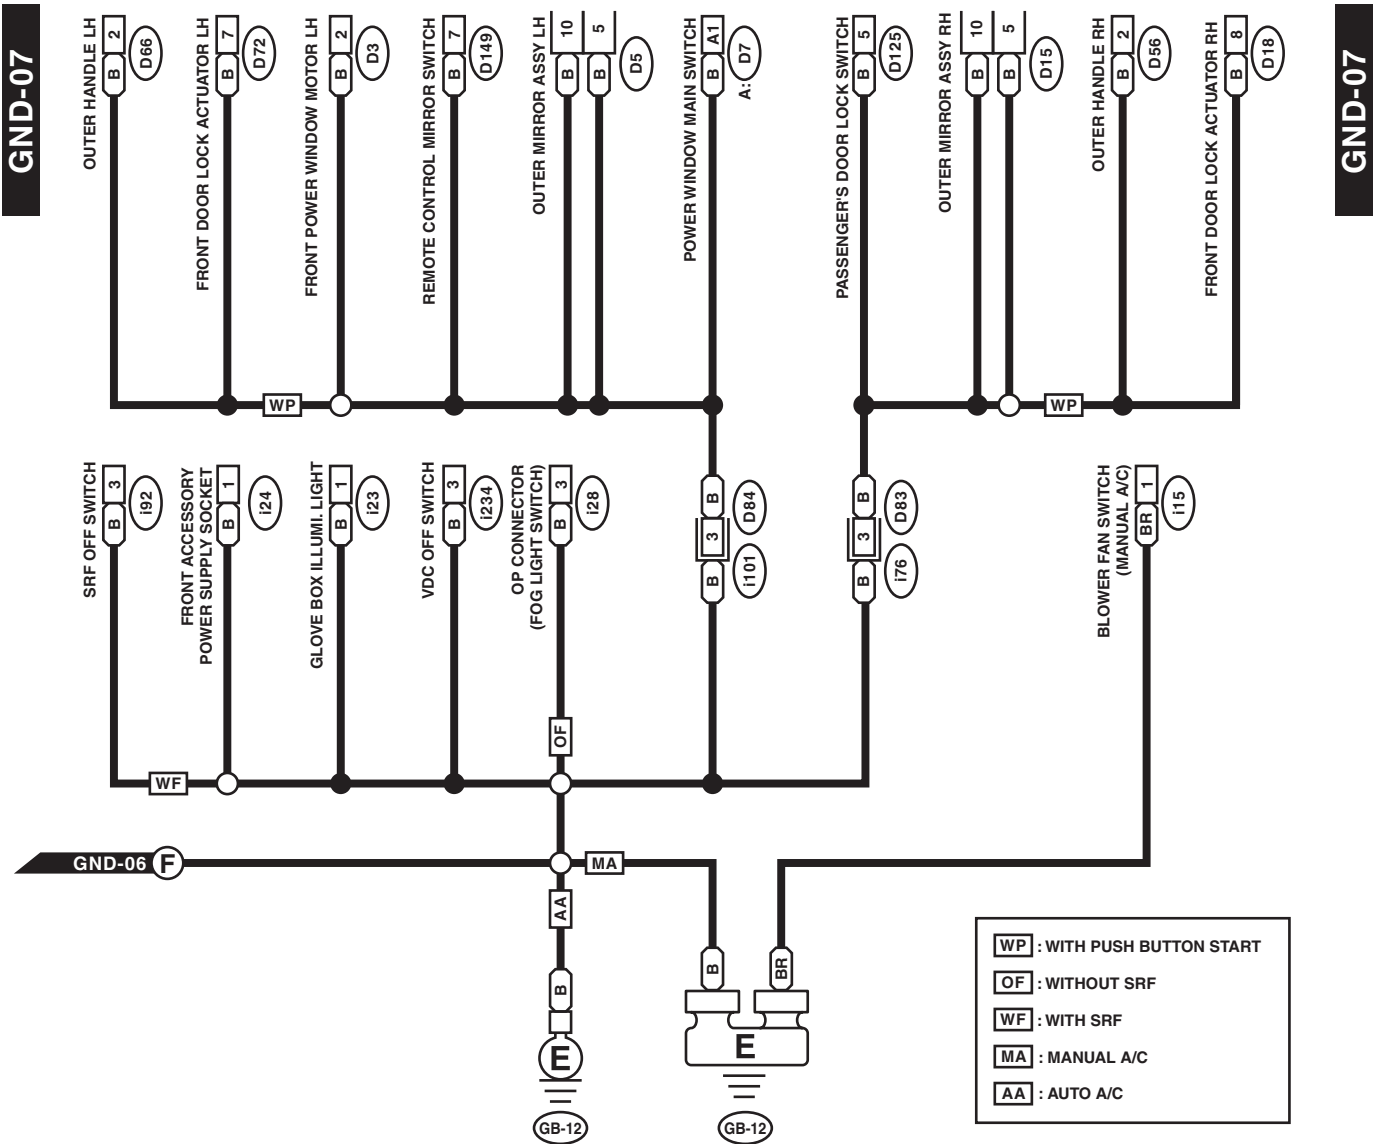 GND-07
GND-07
OUTER HANDLE LH
2
B
D66
FRONT DOOR LOCK ACTUATOR LH
7
B
D72
FRONT POWER WINDOW MOTOR LH
2
B
D3
REMOTE CONTROL MIRROR SWITCH
7
B
D149
OUTER MIRROR ASSY LH
10
5
B
B
D5
POWER WINDOW MAIN SWITCH
A1
B
A: D7
PASSENGER'S DOOR LOCK SWITCH
5
B
D125
OUTER MIRROR ASSY RH
10
5
B
B
D15
OUTER HANDLE RH
2
B
D56
FRONT DOOR LOCK ACTUATOR RH
8
B
D18
WP
WP
SRF OFF SWITCH
3
B
i92
FRONT ACCESSORY
POWER SUPPLY SOCKET
1
B
i24
GLOVE BOX ILLUMI. LIGHT
1
B
i23
VDC OFF SWITCH
3
B
i234
OP CONNECTOR
(FOG LIGHT SWITCH)
3
B
i28
B
D84
3
i101
B
B
D83
3
i76
B
BLOWER FAN SWITCH
(MANUAL A/C)
1
BR
i15
OF
WF
GND-06 F
MA
AA
B
E
GB-12
B
BR
E
GB-12
WP : WITH PUSH BUTTON START
OF : WITHOUT SRF
WF : WITH SRF
MA : MANUAL A/C
AA : AUTO A/C